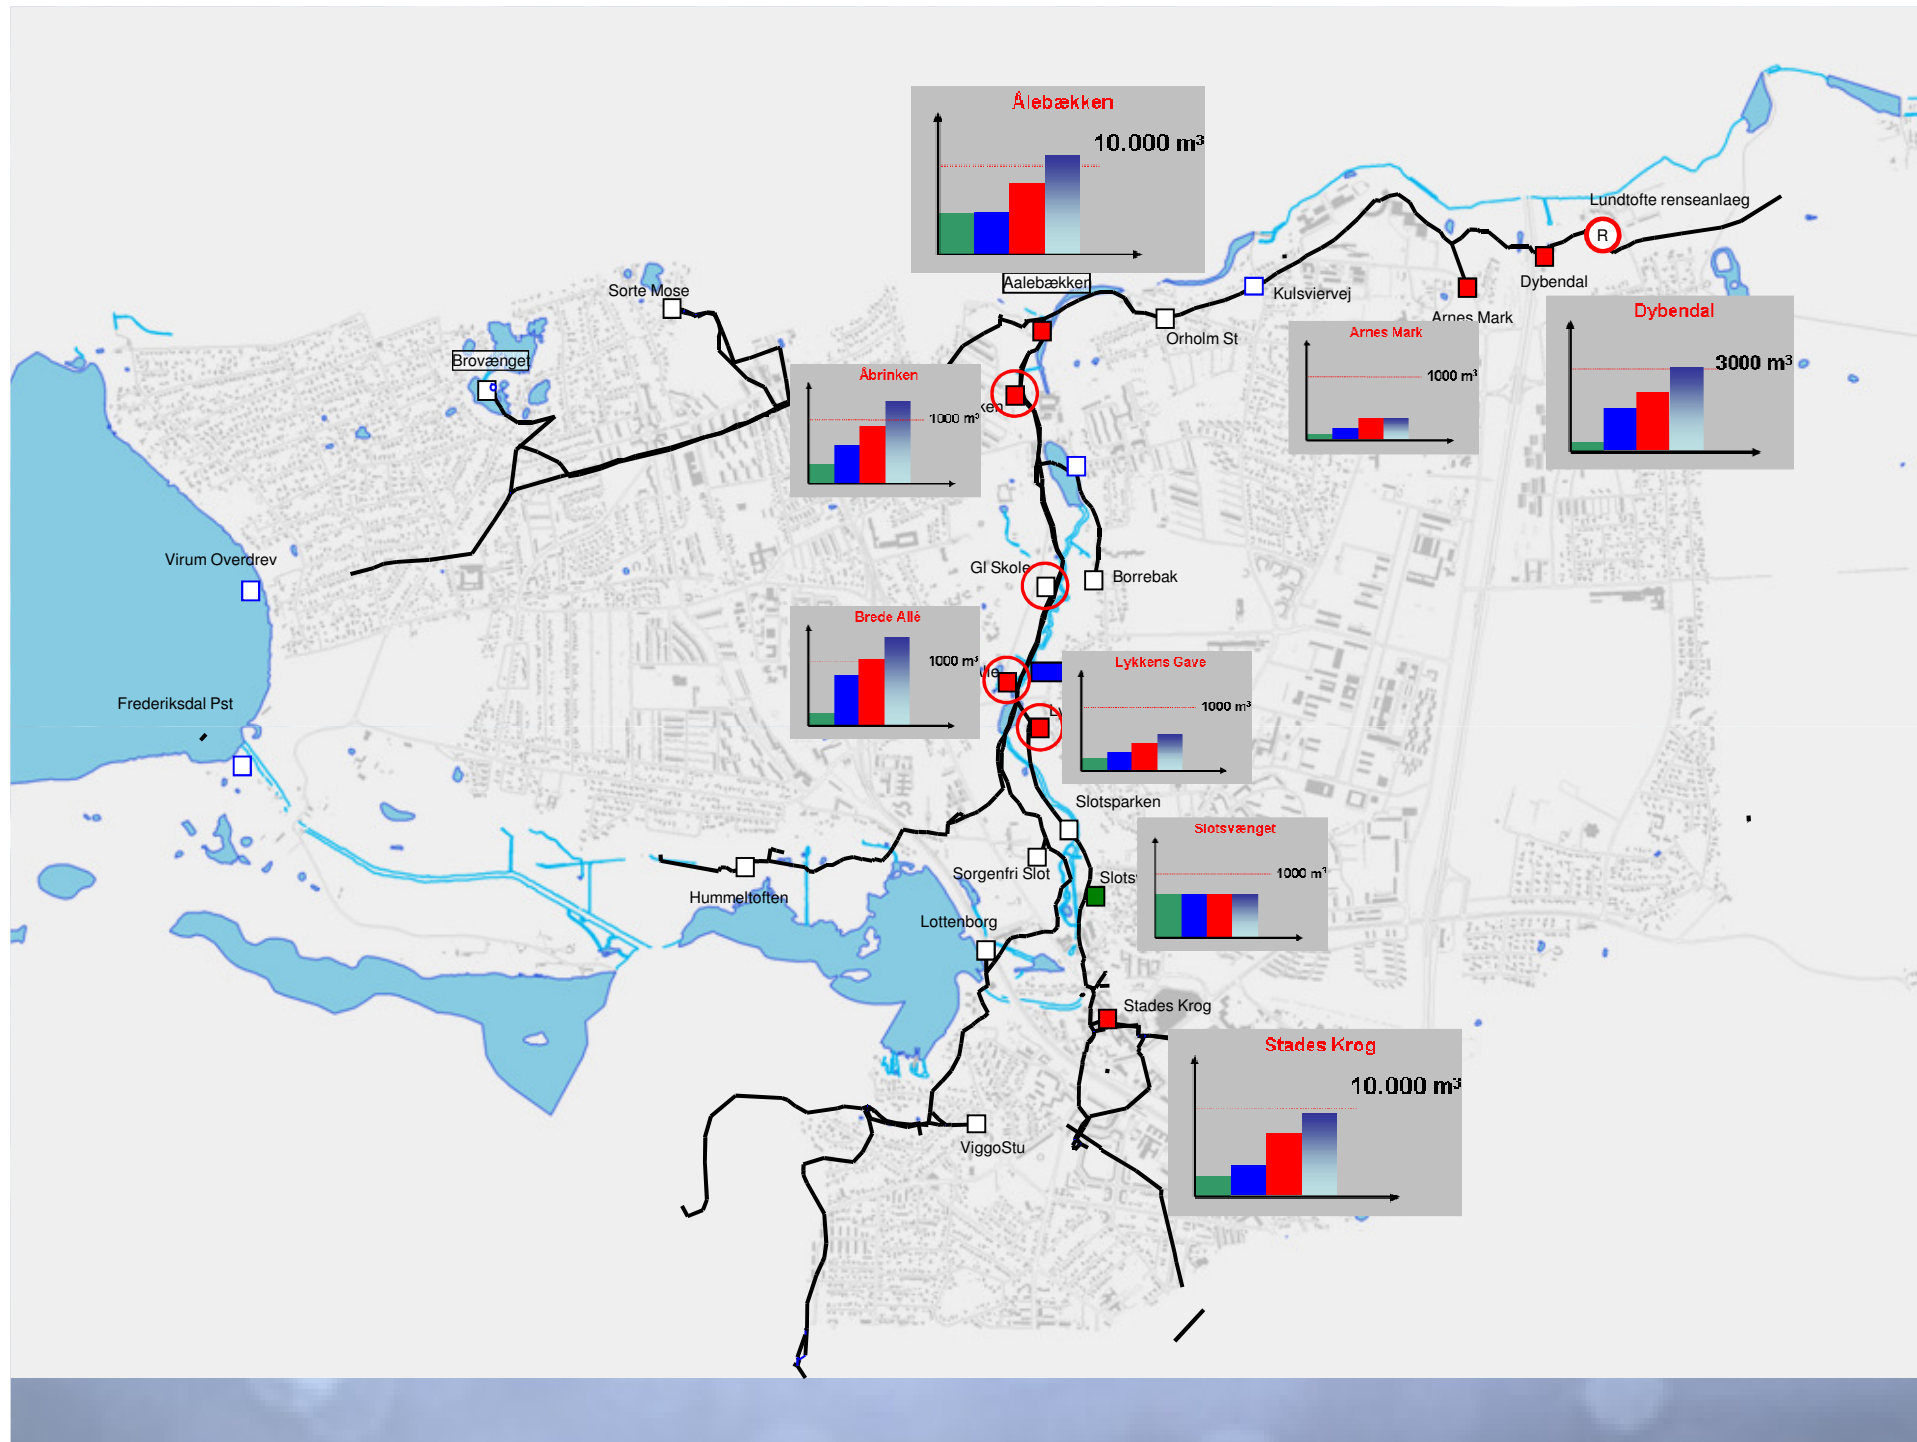 Ålebækken
10.000 m³
Aalebækken
Lundtofte renseanlaeg
R
Dybendal
Kulsviervej
Arnes Mark
Orholm St
Sorte Mose
Brovænget
Dybendal
3000 m³
Arnes Mark
1000 m³
Åbrinken
1000 m³
ken
Virum Overdrev
Gl Skole
Borrebak
Brede Allé
1000 m³
Lykkens Gave
1000 m³
Frederiksdal Pst
Slotsparken
Slotsvænget
1000 m³
Sorgenfri Slot
Slots
Hummeltoften
Lottenborg
Stades Krog
Stades Krog
10.000 m³
ViggoStu